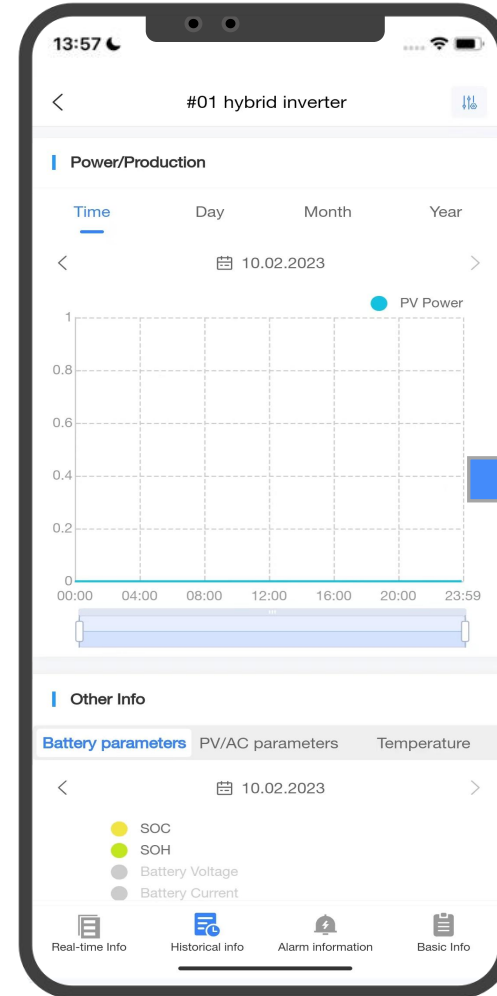 13:57
#01 hybrid inverter
Power/Production
Time Day Month Year
10.02.2023
PV Power
1
0.8
0.6
0.4
0.2
0
00:00 04:00 08:00 12:00 16:00 20:00 23:59
Other Info
Battery parameters PV/AC parameters Temperature
10.02.2023
SOC
SOH
Battery Voltage
Battery Current
Real-time Info Historical info Alarm information Basic Info